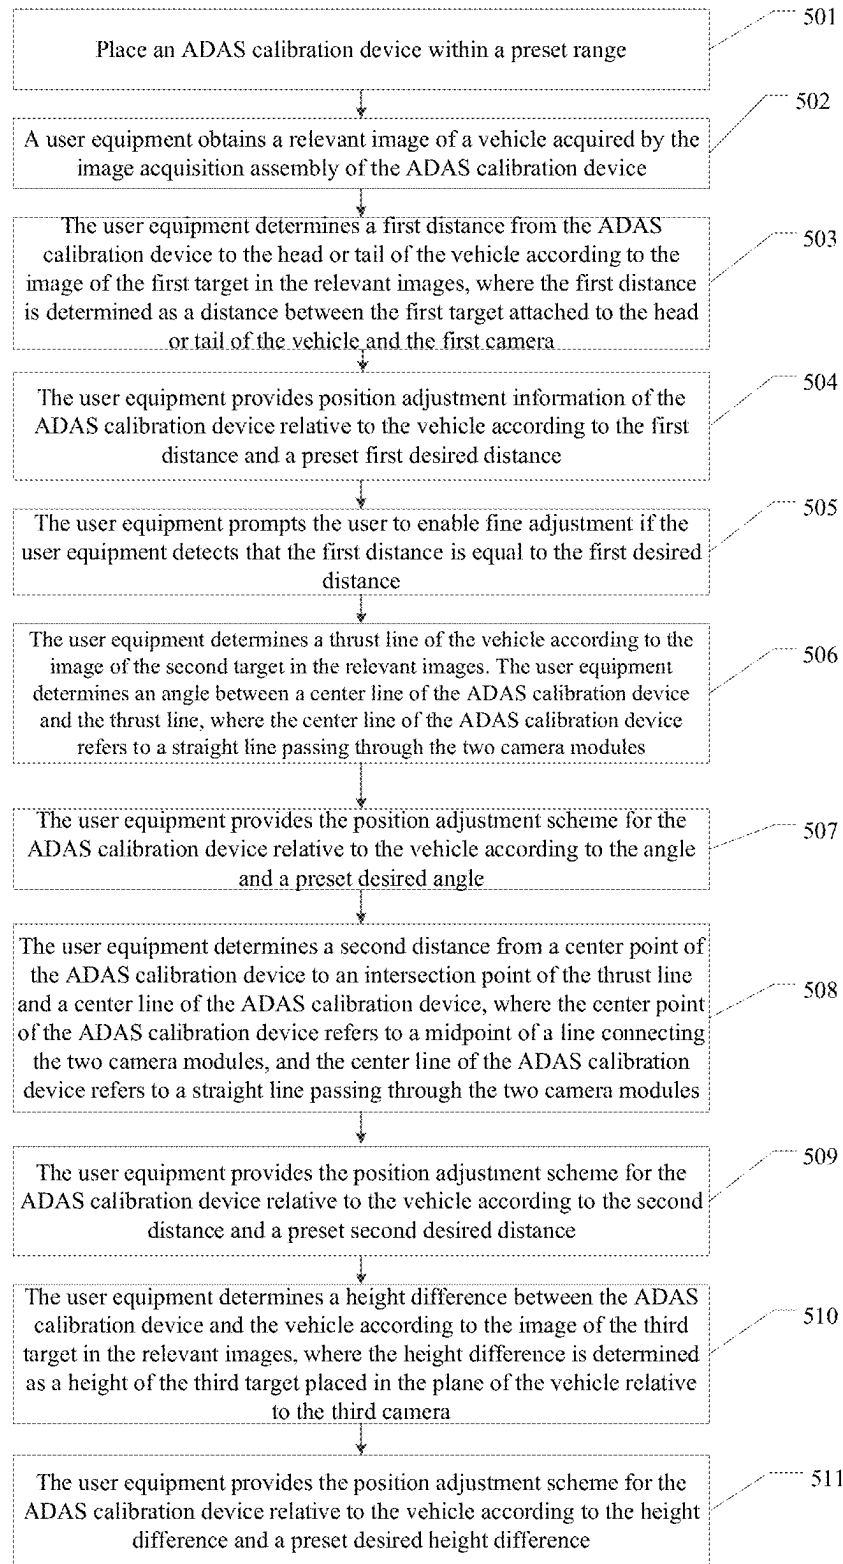 501
Place an ADAS calibration device within a preset range
502
A user equipment obtains a relevant image of a vehicle acquired by the
image acquisition assembly of the ADAS calibration device
503
The user equipment determines a first distance from the ADAS
calibration device to the head or tail of the vehicle according to the
image of the first target in the relevant images, where the first distance
is determined as a distance between the first target attached to the head
or tail of the vehicle and the first camera
504
The user equipment provides position adjustment information of the
ADAS calibration device relative to the vehicle according to the first
distance and a preset first desired distance
505
The user equipment prompts the user to enable fine adjustment if the
user equipment detects that the first distance is equal to the first desired
distance
506
The user equipment determines a thrust line of the vehicle according to the
image of the second target in the relevant images. The user equipment
determines an angle between a center line of the ADAS calibration device
and the thrust line, where the center line of the ADAS calibration device
refers to a straight line passing through the two camera modules
507
The user equipment provides the position adjustment scheme for the
ADAS calibration device relative to the vehicle according to the angle
and a preset desired angle
508
The user equipment determines a second distance from a center point of
the ADAS calibration device to an intersection point of the thrust line
and a center line of the ADAS calibration device, where the center point
of the ADAS calibration device refers to a midpoint of a line connecting
the two camera modules, and the center line of the ADAS calibration
device refers to a straight line passing through the two camera modules
509
The user equipment provides the position adjustment scheme for the
ADAS calibration device relative to the vehicle according to the second
distance and a preset second desired distance
510
The user equipment determines a height difference between the ADAS
calibration device and the vehicle according to the image of the third
target in the relevant images, where the height difference is determined
as a height of the third target placed in the plane of the vehicle relative
to the third camera
511
The user equipment provides the position adjustment scheme for the
ADAS calibration device relative to the vehicle according to the height
difference and a preset desired height difference